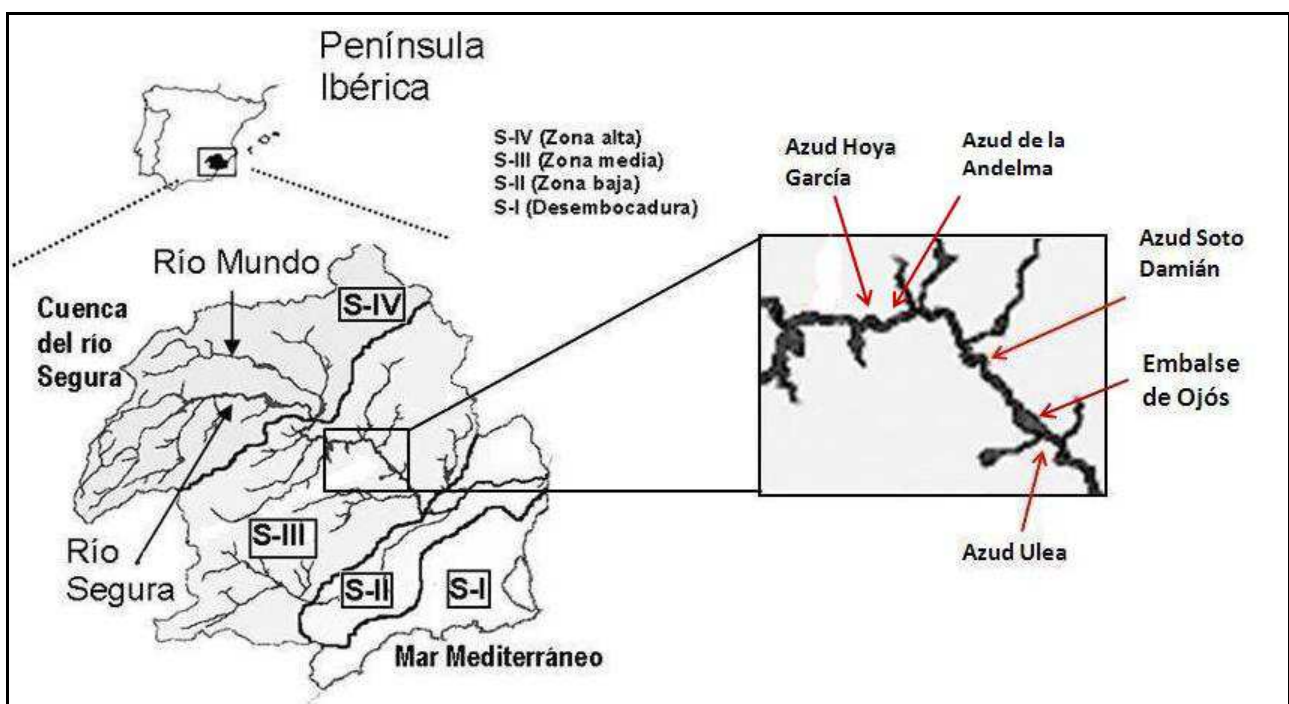 Península
Ibérica
S-IV (Zona alta)
S-III (Zona media)
S-II (Zona baja)
S-I (Desembocadura)
Azud Hoya
García
Azud de la
Andelma
Azud Soto
Damián
Embalse
de Ojós
Azud Ulea
Río Mundo
Cuenca
del río
Segura
S-IV
S-III
S-II
S-I
Río
Segura
Mar Mediterráneo